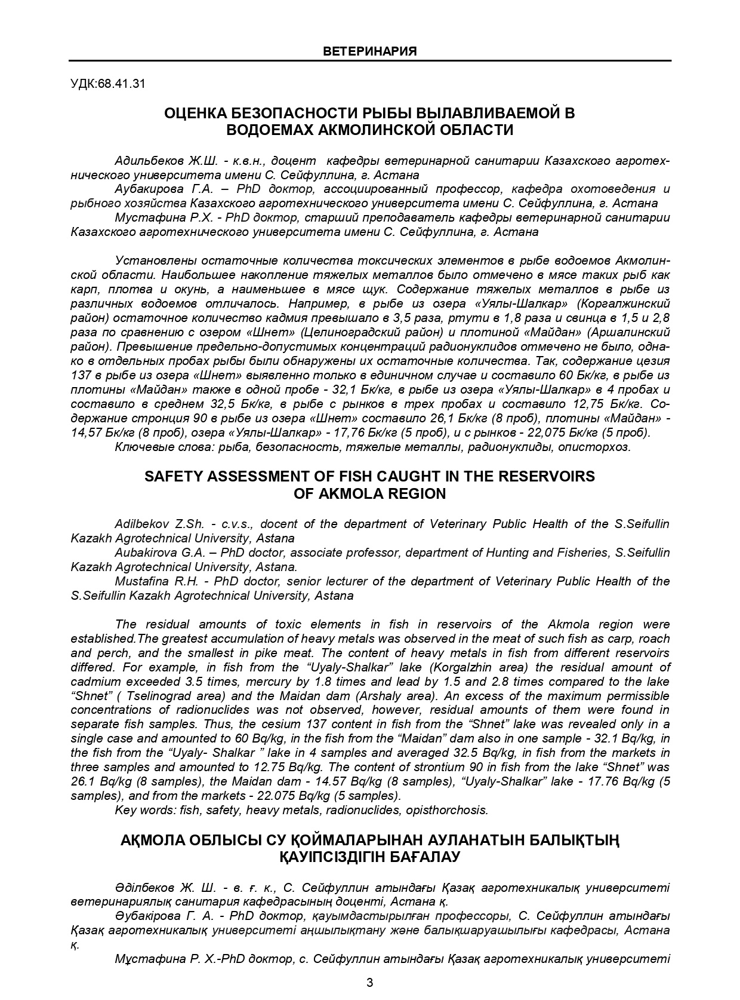 ВЕТЕРИНАРИЯ
УДК:68.41.31
ОЦЕНКА БЕЗОПАСНОСТИ РЫБЫ ВЫЛАВЛИВАЕМОЙ В
ВОДОЕМАХ АКМОЛИНСКОЙ ОБЛАСТИ
Адильбеков Ж.Ш. - к.в.н., доцент кафедры ветеринарной санитарии Казахского агротех-
нического университета имени С. Сейфуллина, г. Астана
Аубакирова Г.А. – PhD доктор, ассоциированный профессор, кафедра охотоведения и
рыбного хозяйства Казахского агротехнического университета имени С. Сейфуллина, г. Астана
Мустафина Р.Х. - PhD доктор, старший преподаватель кафедры ветеринарной санитарии
Казахского агротехнического университета имени С. Сейфуллина, г. Астана
Установлены остаточные количества токсических элементов в рыбе водоемов Акмолин-
ской области. Наибольшее накопление тяжелых металлов было отмечено в мясе таких рыб как
карп, плотва и окунь, а наименьшее в мясе щук. Содержание тяжелых металлов в рыбе из
различных водоемов отличалось. Например, в рыбе из озера «Уялы-Шалкар» (Коргалжинский
район) остаточное количество кадмия превышало в 3,5 раза, ртути в 1,8 раза и свинца в 1,5 и 2,8
раза по сравнению с озером «Шнет» (Целиноградский район) и плотиной «Майдан» (Аршалинский
район). Превышение предельно-допустимых концентраций радионуклидов отмечено не было, одна-
ко в отдельных пробах рыбы были обнаружены их остаточные количества. Так, содержание цезия
137 в рыбе из озера «Шнет» выявленно только в единичном случае и составило 60 Бк/кг, в рыбе из
плотины «Майдан» также в одной пробе - 32,1 Бк/кг, в рыбе из озера «Уялы-Шалкар» в 4 пробах и
составило в среднем 32,5 Бк/кг, в рыбе с рынков в трех пробах и составило 12,75 Бк/кг. Со-
держание стронция 90 в рыбе из озера «Шнет» составило 26,1 Бк/кг (8 проб), плотины «Майдан» -
14,57 Бк/кг (8 проб), озера «Уялы-Шалкар» - 17,76 Бк/кг (5 проб), и с рынков - 22,075 Бк/кг (5 проб).
Ключевые слова: рыба, безопасность, тяжелые металлы, радионуклиды, описторхоз.
SAFETY ASSESSMENT OF FISH CAUGHT IN THE RESERVOIRS
OF AKMOLA REGION
Adilbekov Z.Sh. - c.v.s., docent of the department of Veterinary Public Health of the S.Seifullin
Kazakh Agrotechnical University, Astana
Aubakirova G.A. – PhD doctor, associate professor, department of Hunting and Fisheries, S.Seifullin
Kazakh Agrotechnical University, Astana.
Mustafina R.H. - PhD doctor, senior lecturer of the department of Veterinary Public Health of the
S.Seifullin Kazakh Agrotechnical University, Astana
The residual amounts of toxic elements in fish in reservoirs of the Akmola region were
established.The greatest accumulation of heavy metals was observed in the meat of such fish as carp, roach
and perch, and the smallest in pike meat. The content of heavy metals in fish from different reservoirs
differed. For example, in fish from the “Uyaly-Shalkar” lake (Korgalzhin area) the residual amount of
cadmium exceeded 3.5 times, mercury by 1.8 times and lead by 1.5 and 2.8 times compared to the lake
“Shnet” ( Tselinograd area) and the Maidan dam (Arshaly area). An excess of the maximum permissible
concentrations of radionuclides was not observed, however, residual amounts of them were found in
separate fish samples. Thus, the cesium 137 content in fish from the “Shnet” lake was revealed only in a
single case and amounted to 60 Bq/kg, in the fish from the “Maidan” dam also in one sample - 32.1 Bq/kg, in
the fish from the “Uyaly- Shalkar ” lake in 4 samples and averaged 32.5 Bq/kg, in fish from the markets in
three samples and amounted to 12.75 Bq/kg. The content of strontium 90 in fish from the lake “Shnet” was
26.1 Bq/kg (8 samples), the Maidan dam - 14.57 Bq/kg (8 samples), “Uyaly-Shalkar” lake - 17.76 Bq/kg (5
samples), and from the markets - 22.075 Bq/kg (5 samples).
Key words: fish, safety, heavy metals, radionuclides, opisthorchosis.
АҚМОЛА ОБЛЫСЫ СУ ҚОЙМАЛАРЫНАН АУЛАНАТЫН БАЛЫҚТЫҢ
ҚАУІПСІЗДІГІН БАҒАЛАУ
Әділбеков Ж. Ш. - в. ғ. к., С. Сейфуллин атындағы Қазақ агротехникалық университеті
ветеринариялық санитария кафедрасының доценті, Астана қ.
Әубакірова Г. А. - PhD доктор, қауымдастырылған профессоры, С. Сейфуллин атындағы
Қазақ агротехникалық университеті аңшылықтану және балықшаруашылығы кафедрасы, Астана
қ.
Мұстафина Р. Х.-PhD доктор, с. Сейфуллин атындағы Қазақ агротехникалық университеті
3